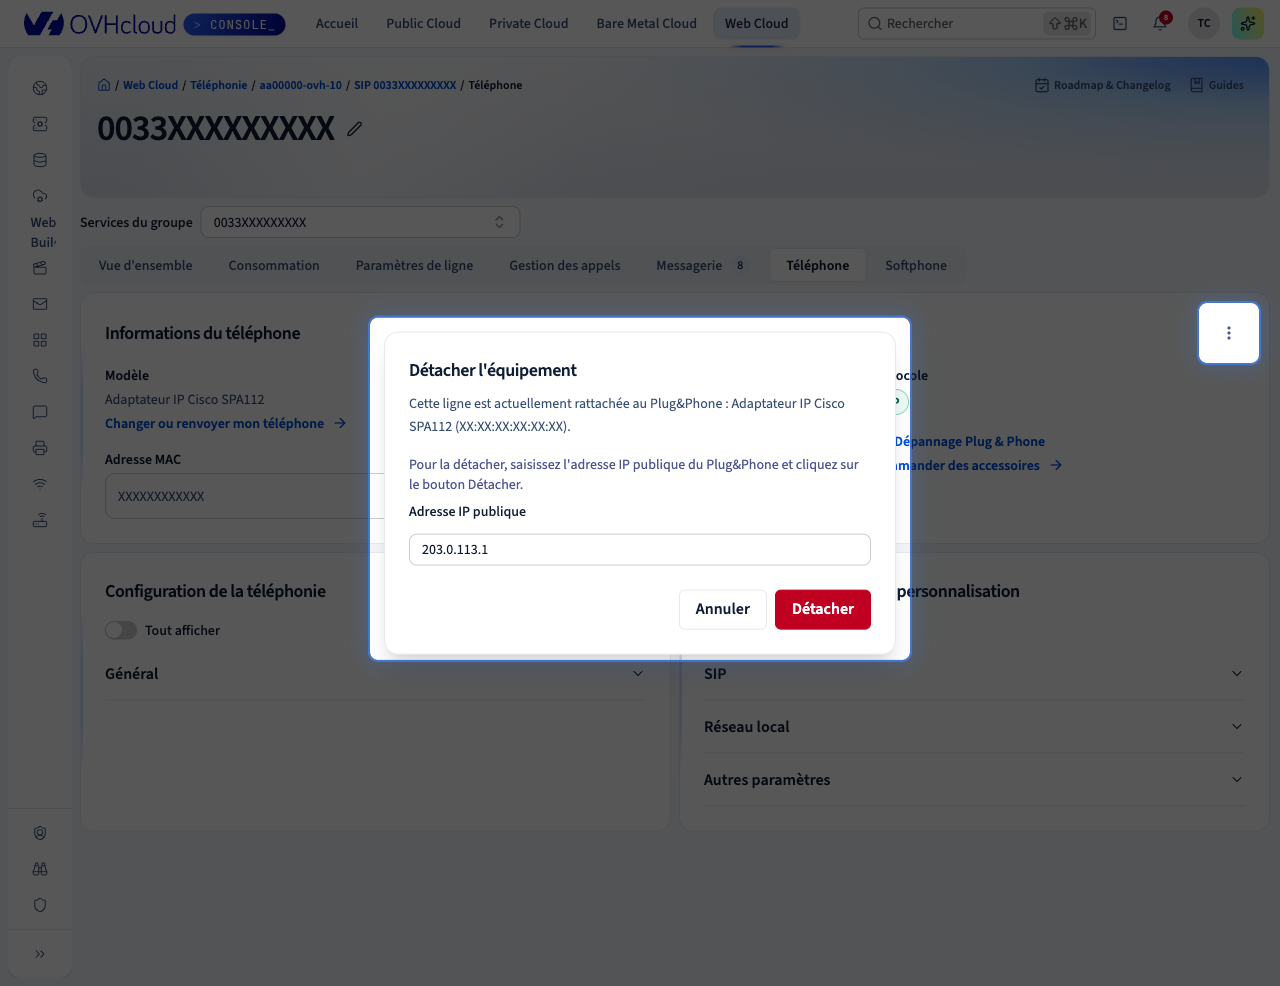 OVHcloud > CONSOLE_ Accueil Public Cloud Private Cloud Bare Metal Cloud Web Cloud Rechercher ⇧⌘K 8 TC
/ Web Cloud / Téléphonie / aa00000-ovh-10 / SIP 0033XXXXXXXXX / Téléphone Roadmap & Changelog Guides
0033XXXXXXXXX
Web
Services du groupe 0033XXXXXXXXX
Vue d'ensemble Consommation Paramètres de ligne Gestion des appels Messagerie 8 Téléphone Softphone
Informations du téléphone
Modèle
Adaptateur IP Cisco SPA112
Changer ou renvoyer mon téléphone
Adresse MAC
XXXXXXXXXXXX
Détacher l'équipement
Cette ligne est actuellement rattachée au Plug&Phone : Adaptateur IP Cisco
SPA112 (XX:XX:XX:XX:XX:XX).
Pour la détacher, saisissez l'adresse IP publique du Plug&Phone et cliquez sur
le bouton Détacher.
Adresse IP publique
203.0.113.1
Annuler Détacher
Dépannage Plug & Phone
des accessoires
Configuration de la téléphonie
Tout afficher
Général
personnalisation
SIP
Réseau local
Autres paramètres